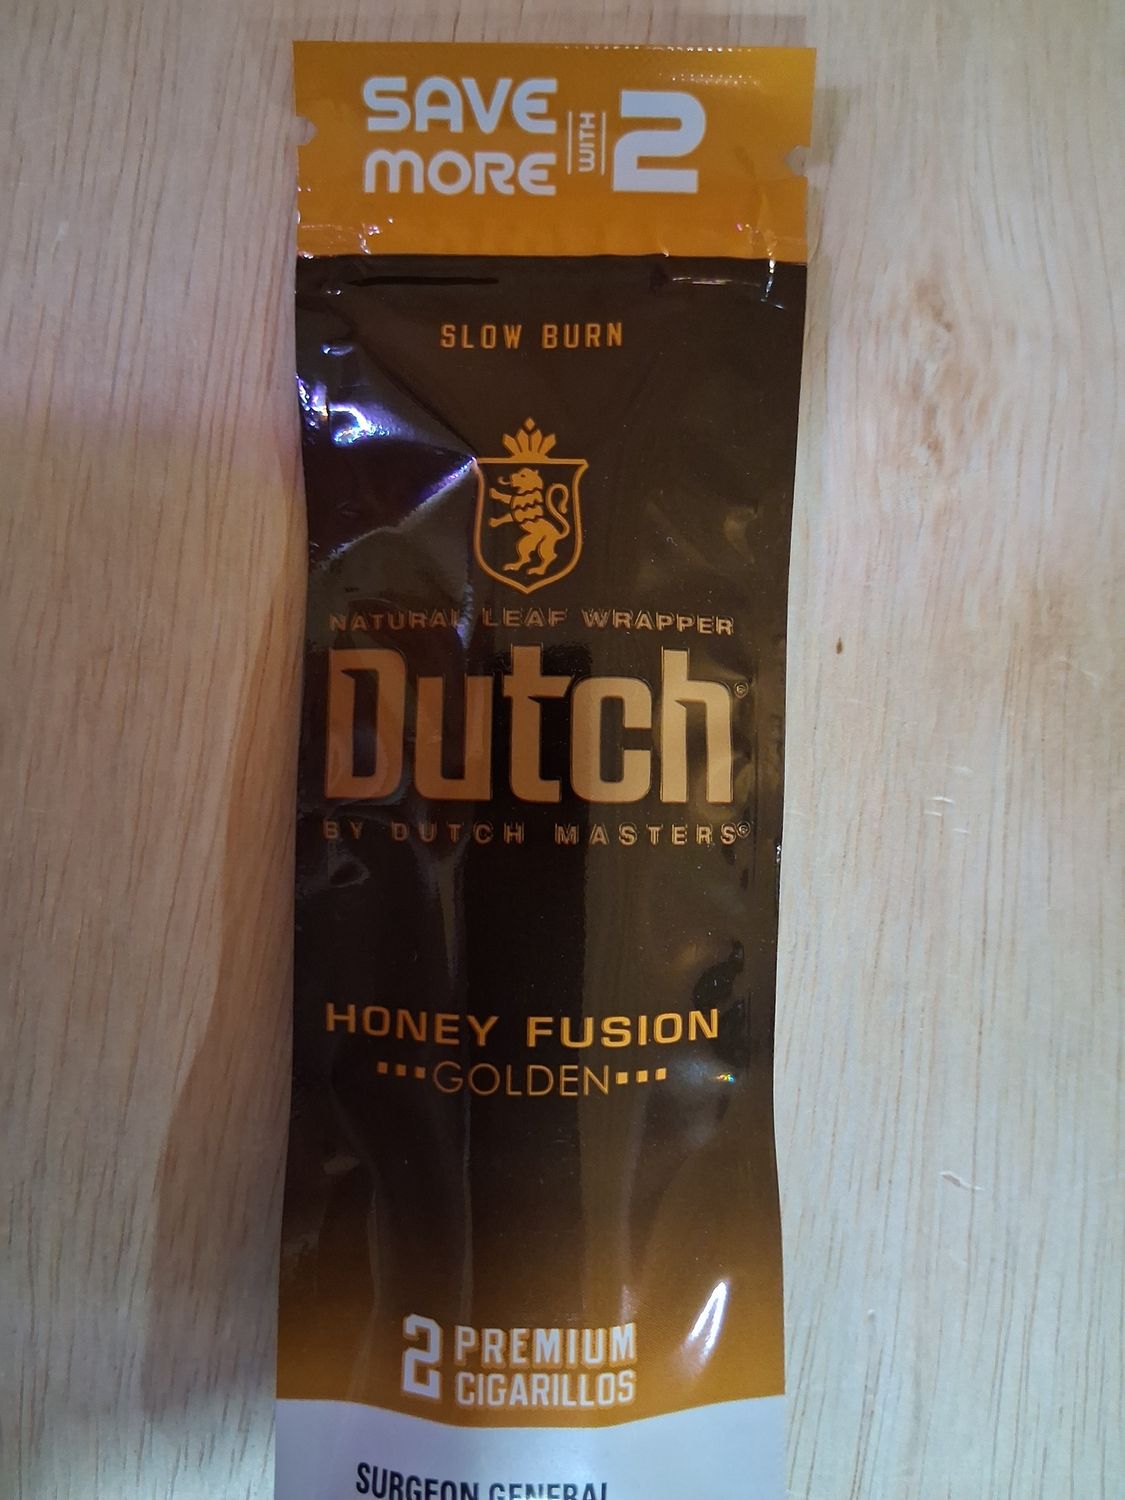 SAVE
MORE
WITH
2
SLOW BURN
NATURAL LEAF WRAPPER
Dutch®
BY DUTCH MASTERS®
HONEY FUSION
GOLDEN
2 PREMIUM
CIGARILLOS
SURGEON GENERAL